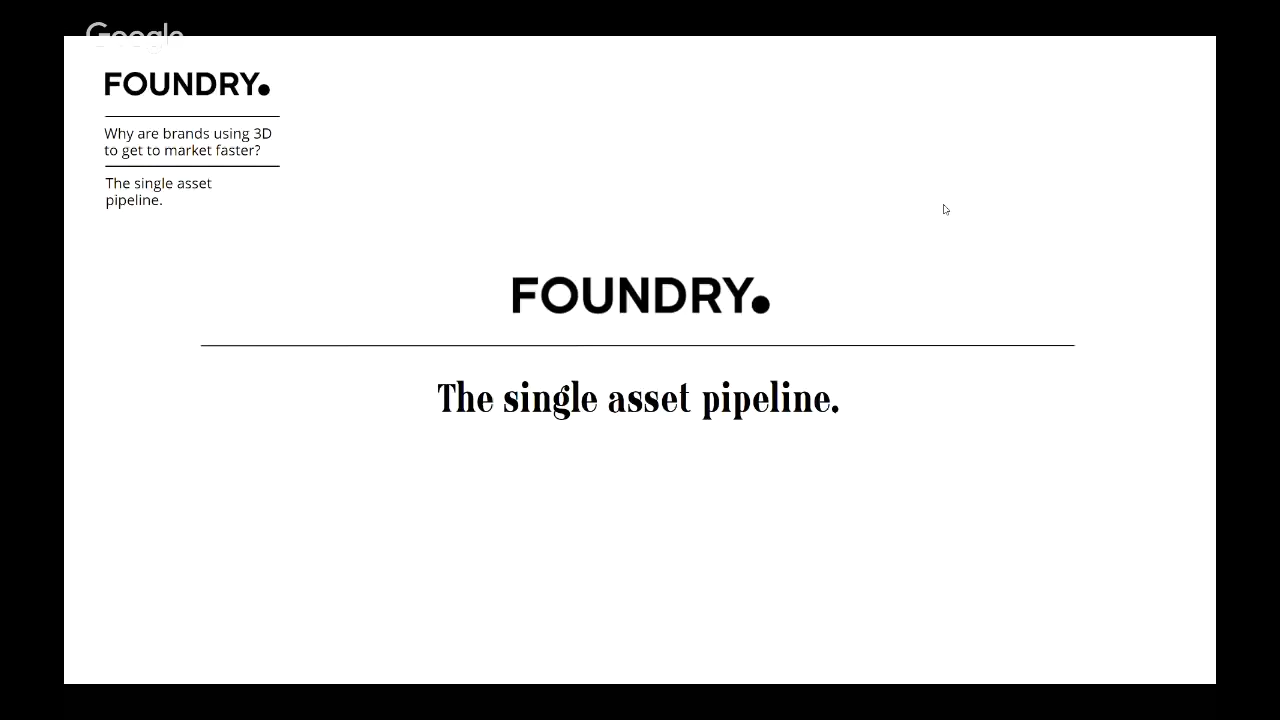 Google
FOUNDRY.
Why are brands using 3D
to get to market faster?
The single asset
pipeline.
FOUNDRY.
The single asset pipeline.